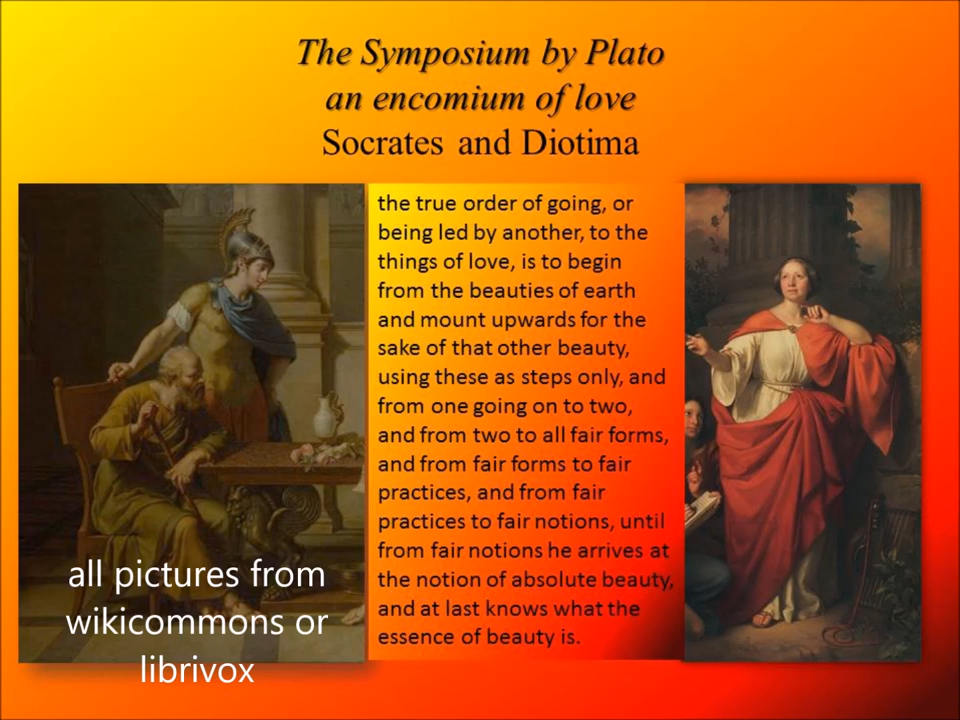 The Symposium by Plato
an encomium of love
Socrates and Diotima
the true order of going, or
being led by another, to the
things of love, is to begin
from the beauties of earth
and mount upwards for the
sake of that other beauty,
using these as steps only, and
from one going on to two,
and from two to all fair forms,
and from fair forms to fair
practices, and from fair
practices to fair notions, until
from fair notions he arrives at
the notion of absolute beauty,
and at last knows what the
essence of beauty is.
all pictures from
wikicommons or
librivox